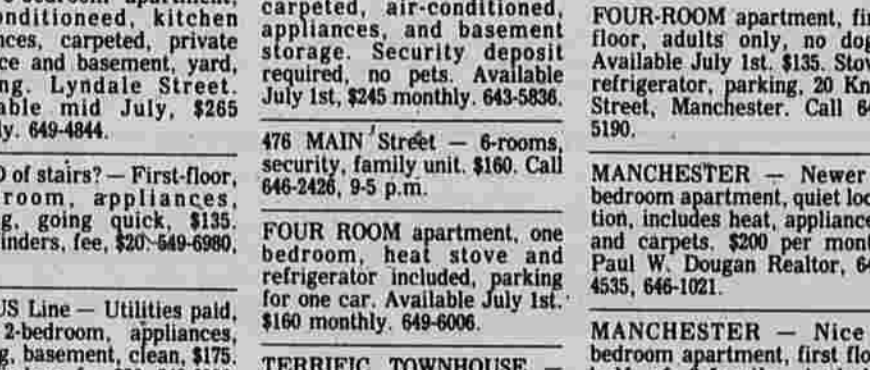 onditioneed, kitchen
nces, carpeted, private
ce and basement, yard,
ng. Lyndale Street.
able mid July, $265
ly. 649-4844.
O of stairs? — First-floor,
room, appliances,
g, going quick, $135.
inders, fee, $20. 549-6980.
US Line — Utilities paid,
2-bedroom, appliances,
g, basement, clean, $175.
carpeted, air-conditioned,
appliances, and basement
storage. Security deposit
required, no pets. Available
July 1st, $245 monthly. 643-5836.
476 MAIN Street — 6-rooms,
security, family unit. $160. Call
646-2426, 9-5 p.m.
FOUR ROOM apartment, one
bedroom, heat stove and
refrigerator included, parking
for one car. Available July 1st.
$160 monthly. 649-6006.
TERRIFIC TOWNHOUSE —
FOUR-ROOM apartment, fir
floor, adults only, no dog
Available July 1st. $135. Stov
refrigerator, parking, 20 Kn
Street, Manchester. Call 64
5190.
MANCHESTER — Newer
bedroom apartment, quiet loc
tion, includes heat, appliance
and carpets. $200 per mont
Paul W. Dougan Realtor, 64
4535, 646-1021.
MANCHESTER — Nice
bedroom apartment, first flo